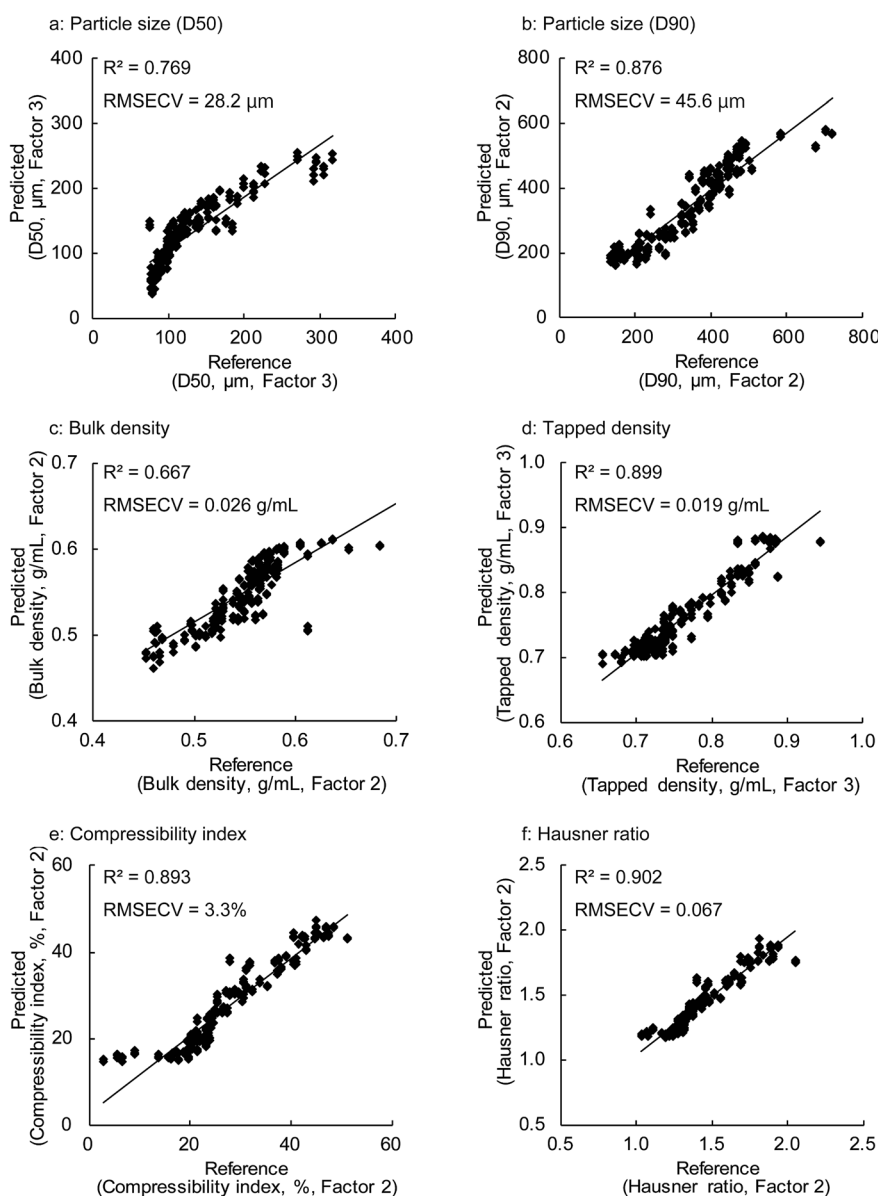 a: Particle size (D50)
R² = 0.769
RMSECV = 28.2 µm
Predicted
(D50, µm, Factor 3)
400
300
200
100
0
0 100 200 300 400
Reference
(D50, µm, Factor 3)
b: Particle size (D90)
R² = 0.876
RMSECV = 45.6 µm
Predicted
(D90, µm, Factor 2)
800
600
400
200
0
0 200 400 600 800
Reference
(D90, µm, Factor 2)
c: Bulk density
R² = 0.667
RMSECV = 0.026 g/mL
Predicted
(Bulk density, g/mL, Factor 2)
0.7
0.6
0.5
0.4
0.4 0.5 0.6 0.7
Reference
(Bulk density, g/mL, Factor 2)
d: Tapped density
R² = 0.899
RMSECV = 0.019 g/mL
Predicted
(Tapped density, g/mL, Factor 3)
1.0
0.9
0.8
0.7
0.6
0.6 0.7 0.8 0.9 1.0
Reference
(Tapped density, g/mL, Factor 3)
e: Compressibility index
R² = 0.893
RMSECV = 3.3%
Predicted
(Compressibility index, %, Factor 2)
60
40
20
0
0 20 40 60
Reference
(Compressibility index, %, Factor 2)
f: Hausner ratio
R² = 0.902
RMSECV = 0.067
Predicted
(Hausner ratio, Factor 2)
2.5
2.0
1.5
1.0
0.5
0.5 1.0 1.5 2.0 2.5
Reference
(Hausner ratio, Factor 2)